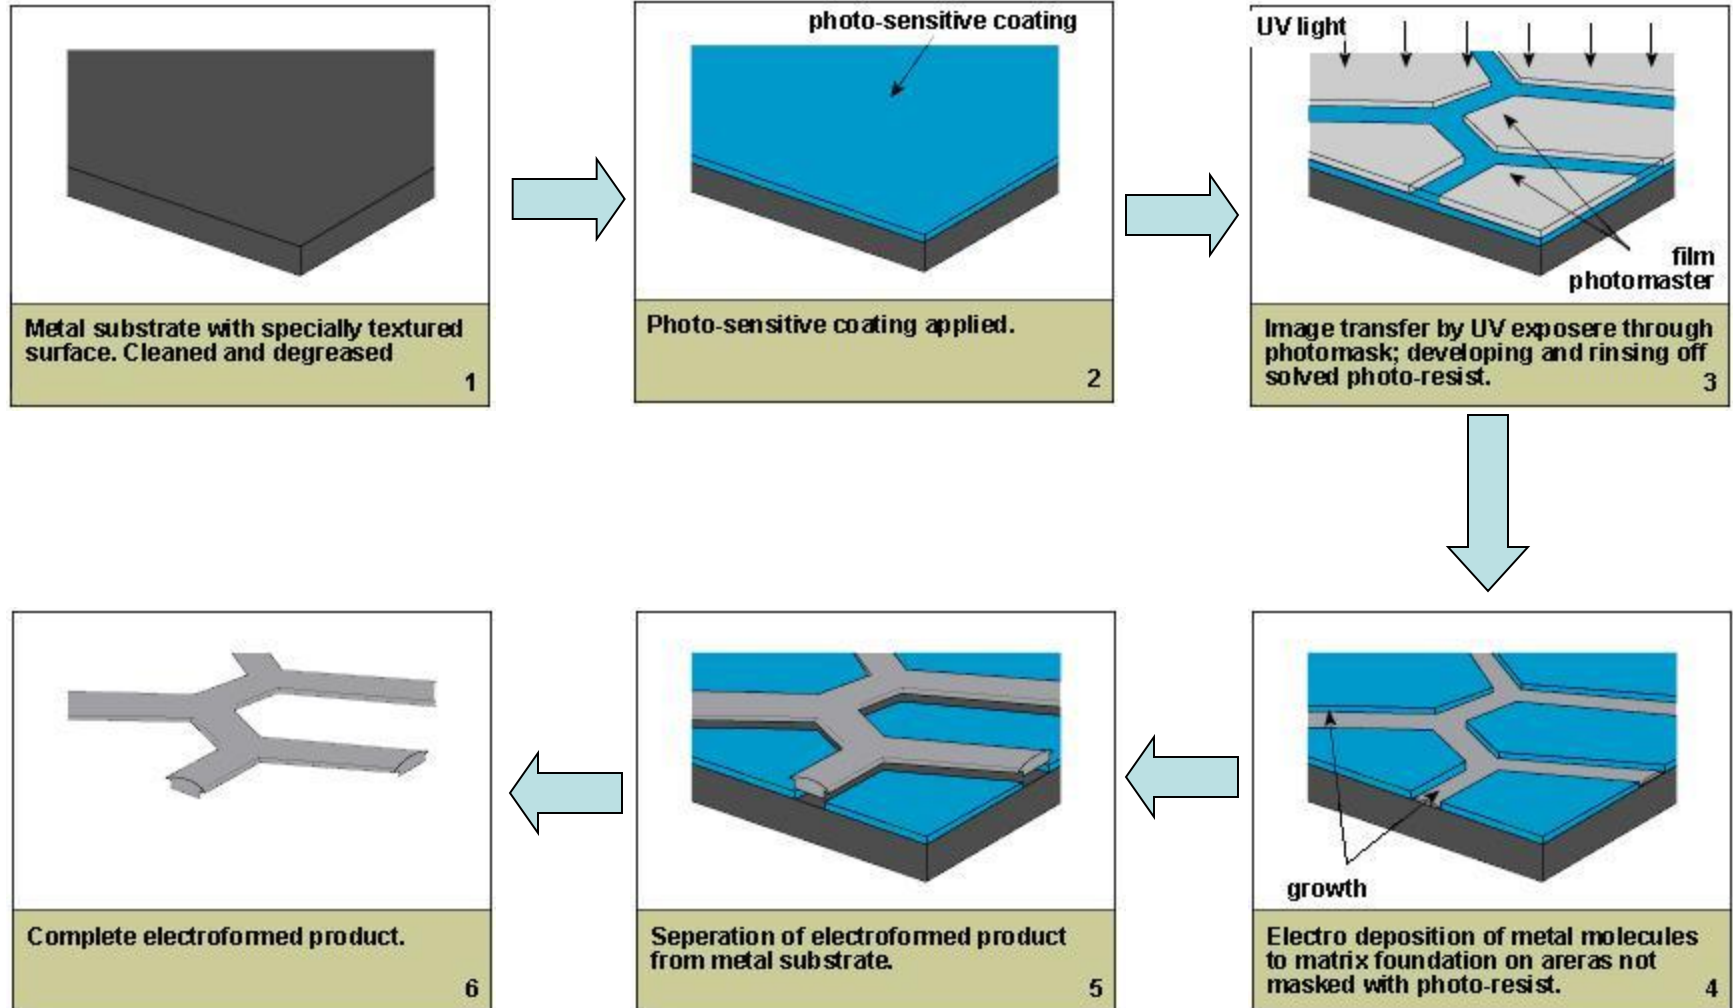 Metal substrate with specially textured
surface. Cleaned and degreased
1
photo-sensitive coating
Photo-sensitive coating applied.
2
UV light
film
photomaster
Image transfer by UV exposere through
photomask; developing and rinsing off
solved photo-resist.
3
growth
Electro deposition of metal molecules
to matrix foundation on areras not
masked with photo-resist.
4
Seperation of electroformed product
from metal substrate.
5
Complete electroformed product.
6